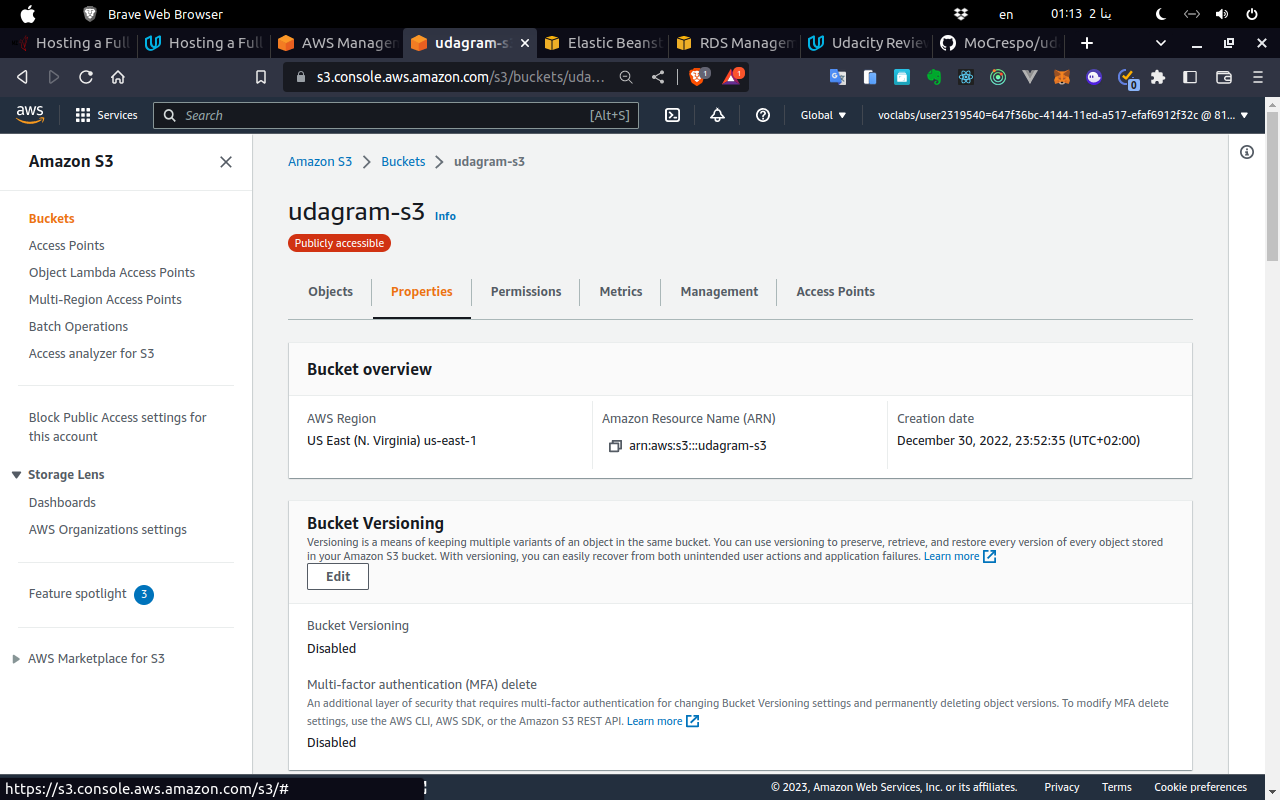 Brave Web Browser
en
01:13 2 ينا
Hosting a Full
Hosting a Full
AWS Manager
udagram-s3
Elastic Beanst
RDS Managem
Udacity Review
MoCrespo/uda
s3.console.aws.amazon.com/s3/buckets/uda...
1
1
0
aws
Services
Search
[Alt+S]
Global
voclabs/user2319540=647f36bc-4144-11ed-a517-efaf6912f32c @ 81...
Amazon S3
Buckets
Access Points
Object Lambda Access Points
Multi-Region Access Points
Batch Operations
Access analyzer for S3
Block Public Access settings for
this account
Storage Lens
Dashboards
AWS Organizations settings
Feature spotlight 3
AWS Marketplace for S3
Amazon S3 > Buckets > udagram-s3
udagram-s3 Info
Publicly accessible
Objects
Properties
Permissions
Metrics
Management
Access Points
Bucket overview
AWS Region
US East (N. Virginia) us-east-1
Amazon Resource Name (ARN)
arn:aws:s3:::udagram-s3
Creation date
December 30, 2022, 23:52:35 (UTC+02:00)
Bucket Versioning
Versioning is a means of keeping multiple variants of an object in the same bucket. You can use versioning to preserve, retrieve, and restore every version of every object stored
in your Amazon S3 bucket. With versioning, you can easily recover from both unintended user actions and application failures. Learn more
Edit
Bucket Versioning
Disabled
Multi-factor authentication (MFA) delete
An additional layer of security that requires multi-factor authentication for changing Bucket Versioning settings and permanently deleting object versions. To modify MFA delete
settings, use the AWS CLI, AWS SDK, or the Amazon S3 REST API. Learn more
Disabled
https://s3.console.aws.amazon.com/s3/#
© 2023, Amazon Web Services, Inc. or its affiliates.
Privacy
Terms
Cookie preferences